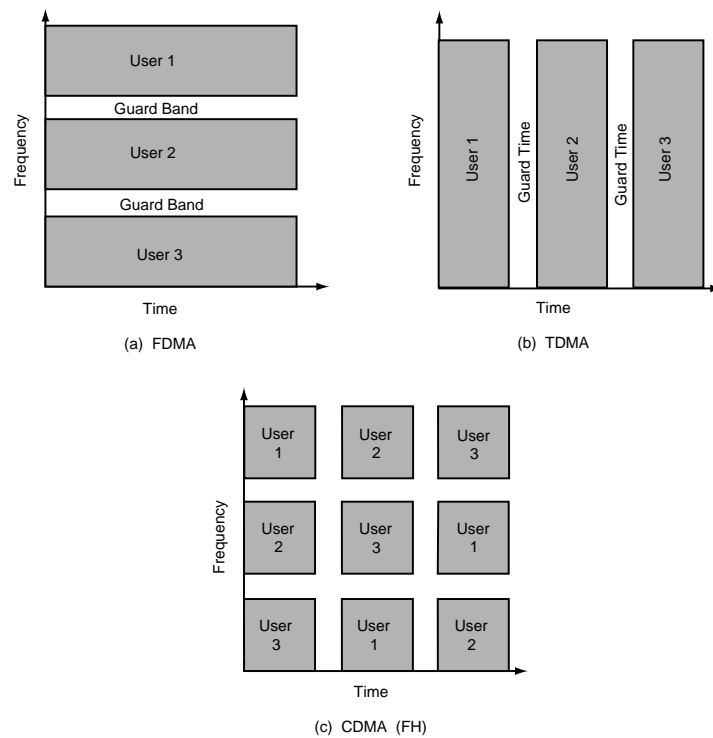 User 1
Guard Band
User 2
Guard Band
User 3
Frequency
Time
(a) FDMA
User 1
Guard Time
User 2
Guard Time
User 3
Frequency
Time
(b) TDMA
User
1
User
2
User
3
User
2
User
3
User
1
User
3
User
1
User
2
Frequency
Time
(c) CDMA (FH)